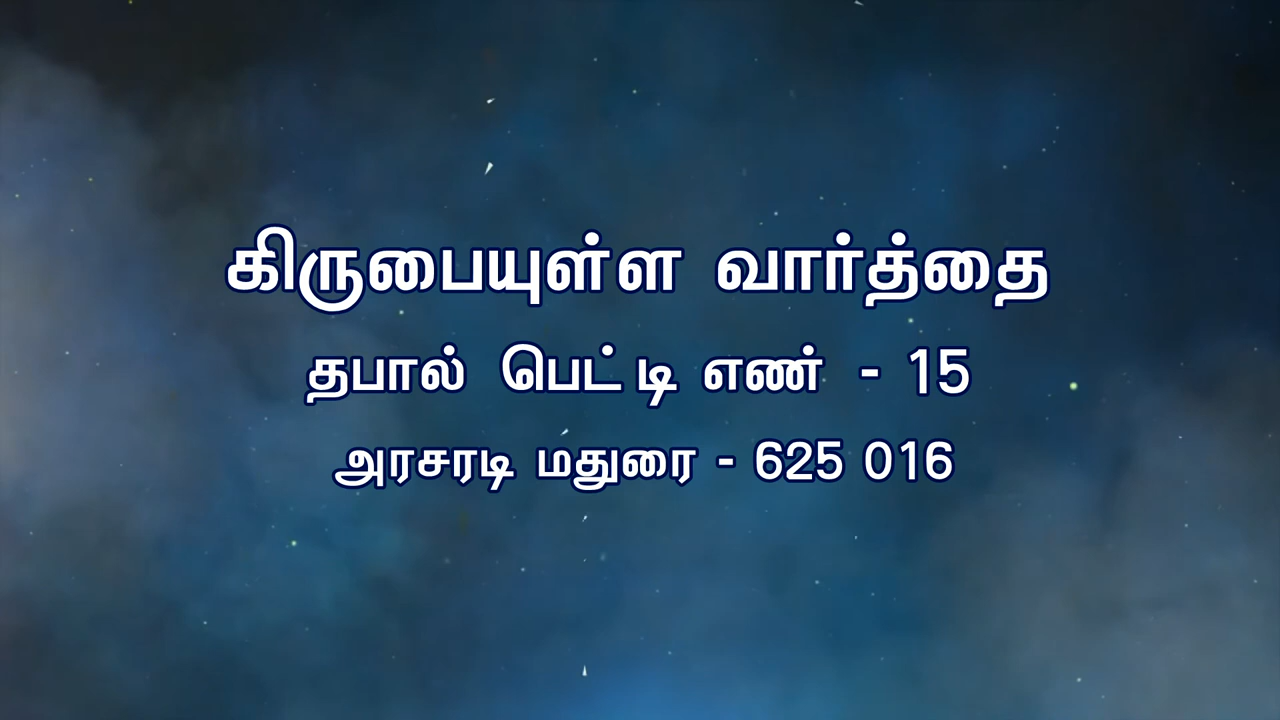 கிருபையுள்ள வார்த்தை
தபால் பெட்டி எண் - 15
அரசரடி மதுரை - 625 016